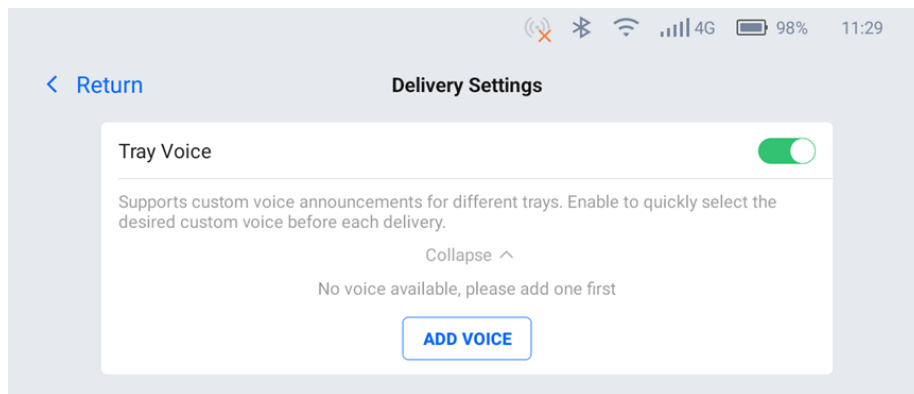 4G 98% 11:29
Return Delivery Settings
Tray Voice
Supports custom voice announcements for different trays. Enable to quickly select the
desired custom voice before each delivery.
Collapse
No voice available, please add one first
ADD VOICE